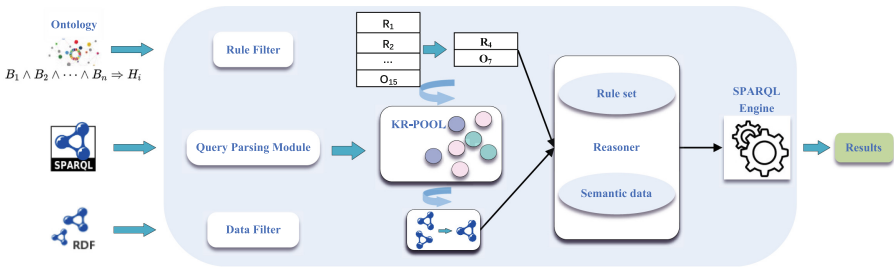 Ontology
B₁ ∧ B₂ ∧ ⋯ ∧ Bₙ ⇒ Hᵢ
SPARQL
RDF
Rule Filter
Query Parsing Module
Data Filter
R₁
R₂
...
O₁₅
R₄
O₇
KR-POOL
Rule set
Reasoner
Semantic data
SPARQL
Engine
Results